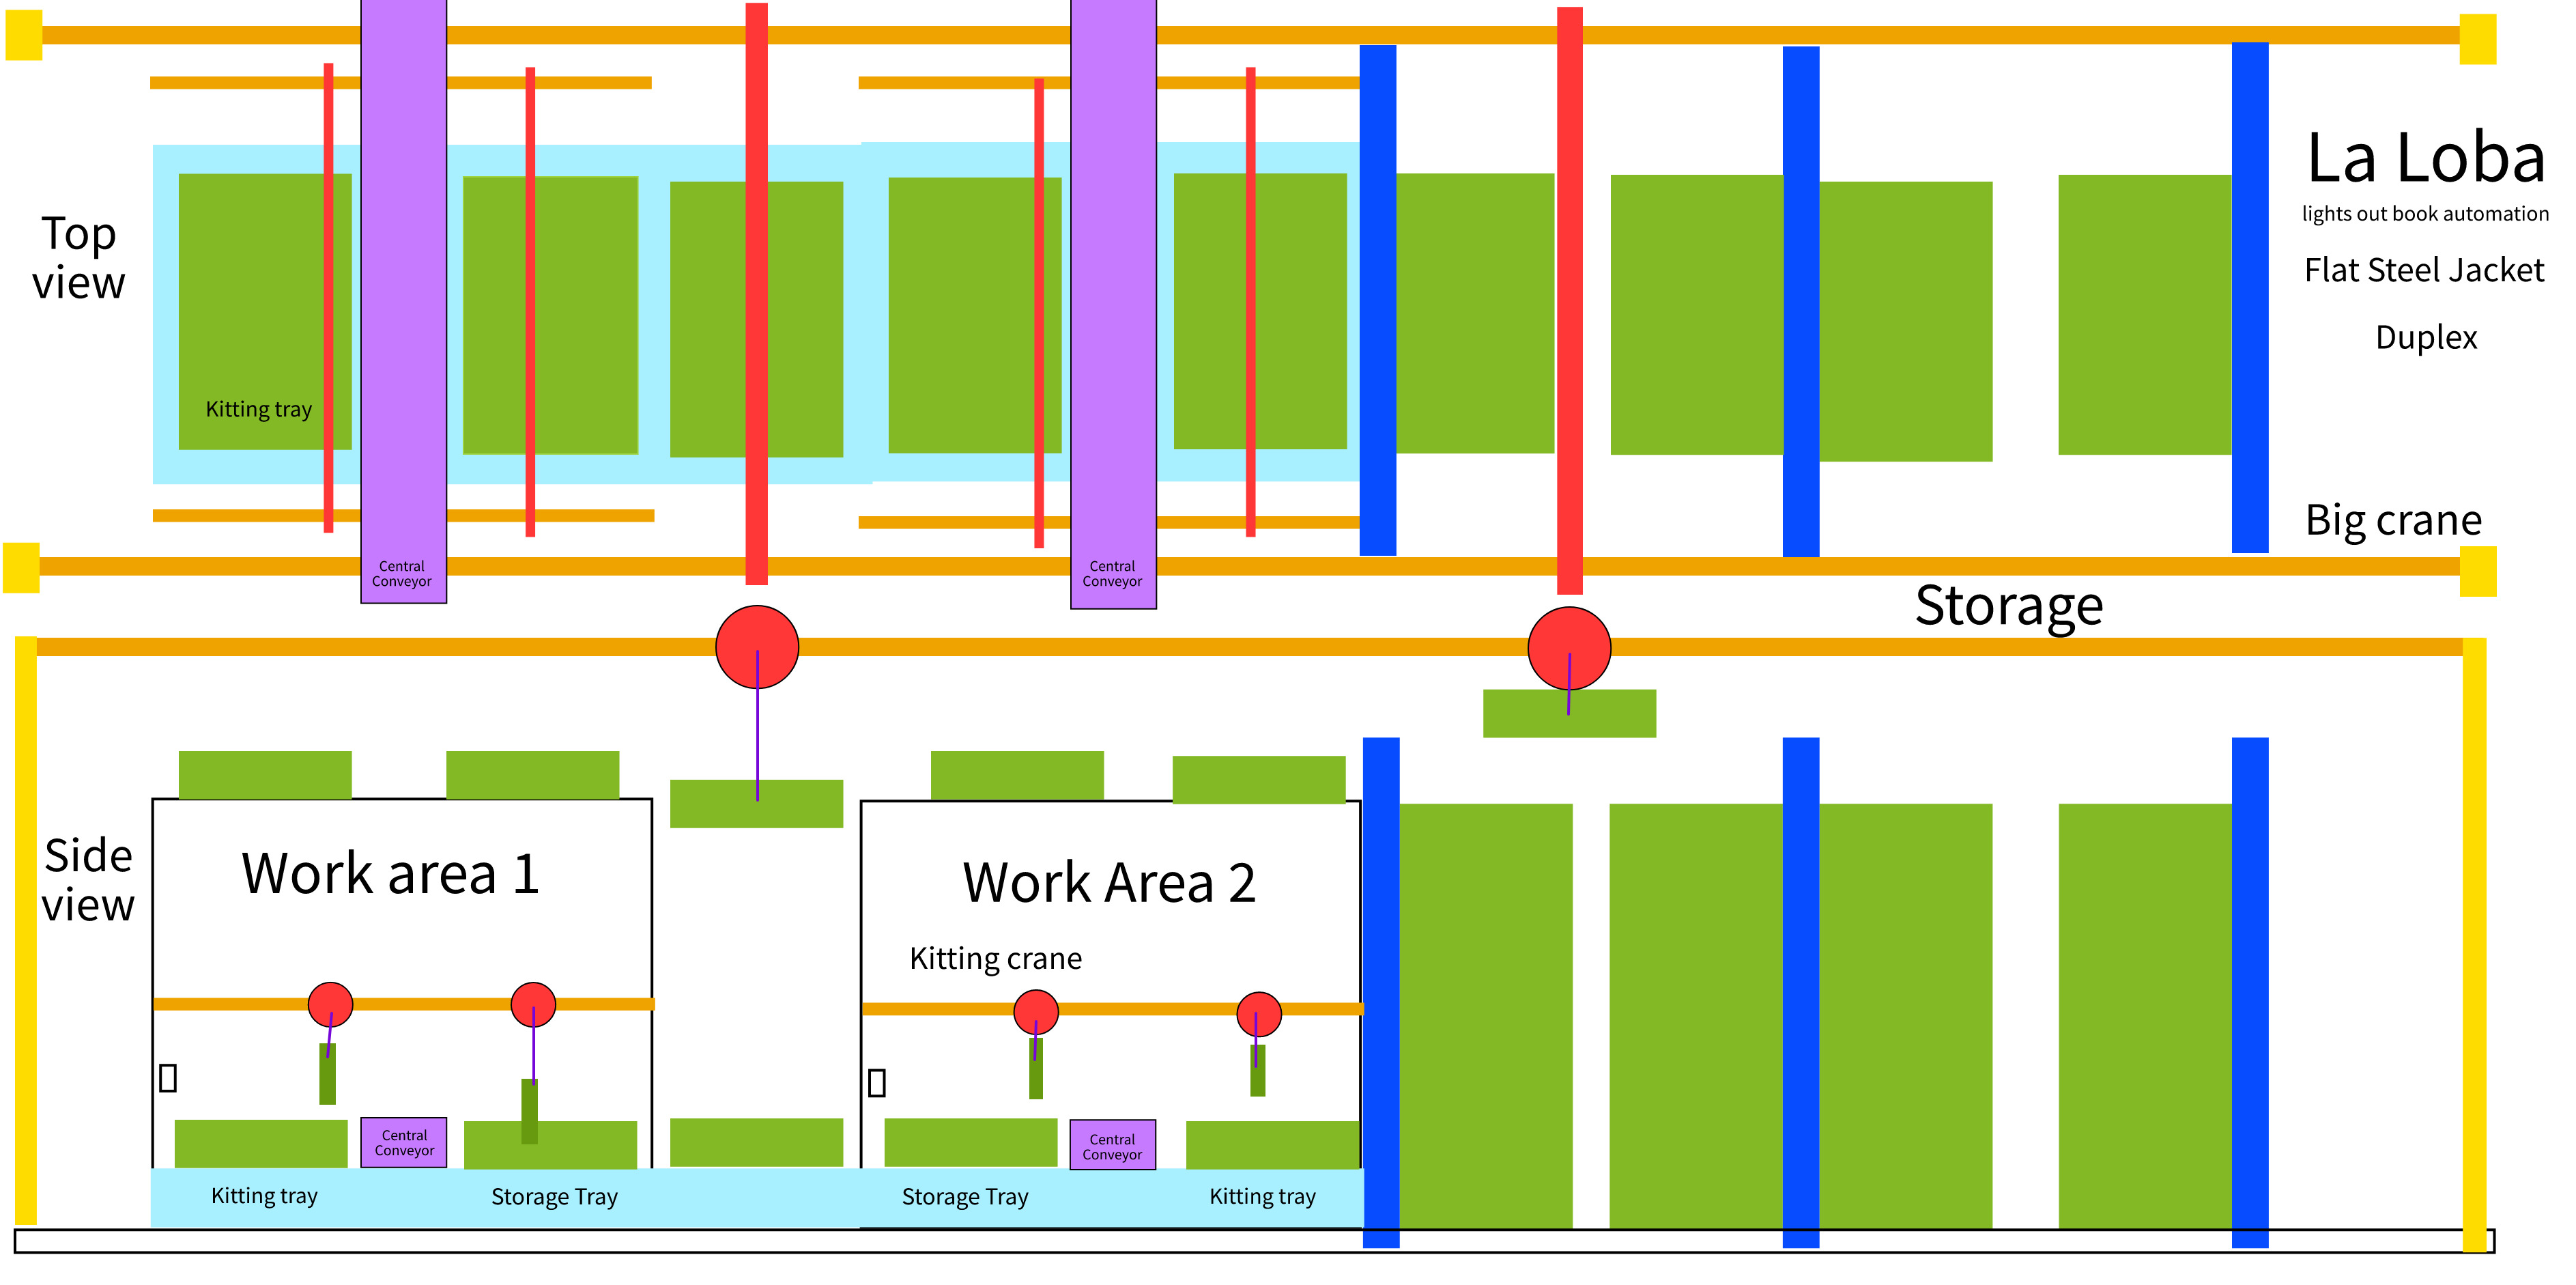 Top
view
Kitting tray
Central
Conveyor
Central
Conveyor
La Loba
lights out book automation
Flat Steel Jacket
Duplex
Big crane
Storage
Side
view
Work area 1
Work Area 2
Kitting crane
Central
Conveyor
Central
Conveyor
Kitting tray
Storage Tray
Storage Tray
Kitting tray